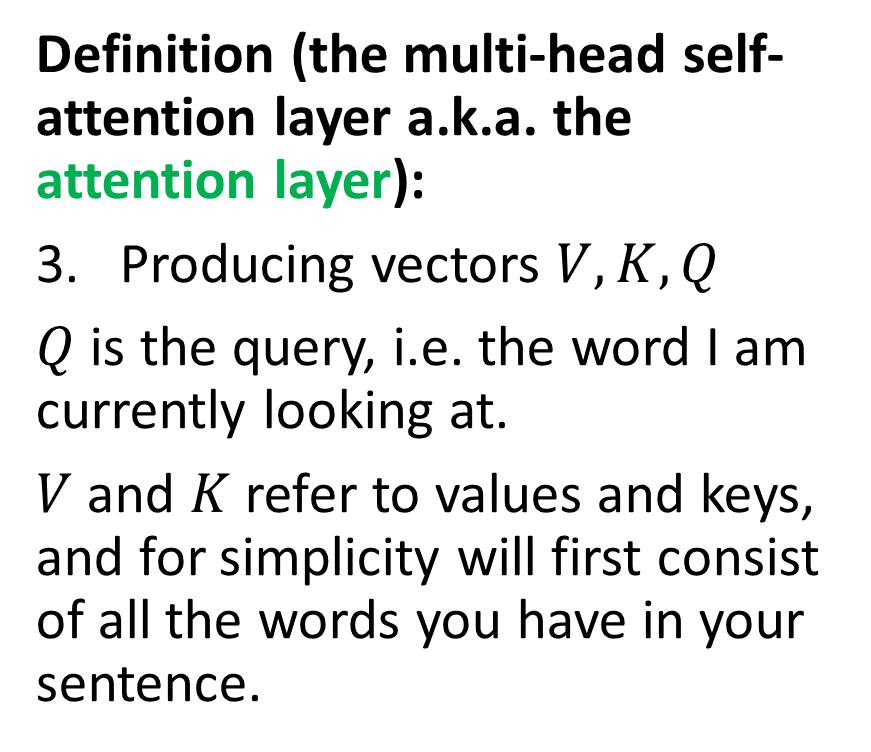 Definition (the multi-head self-
attention layer a.k.a. the
attention layer):
3. Producing vectors V, K, Q
Q is the query, i.e. the word I am
currently looking at.
V and K refer to values and keys,
and for simplicity will first consist
of all the words you have in your
sentence.